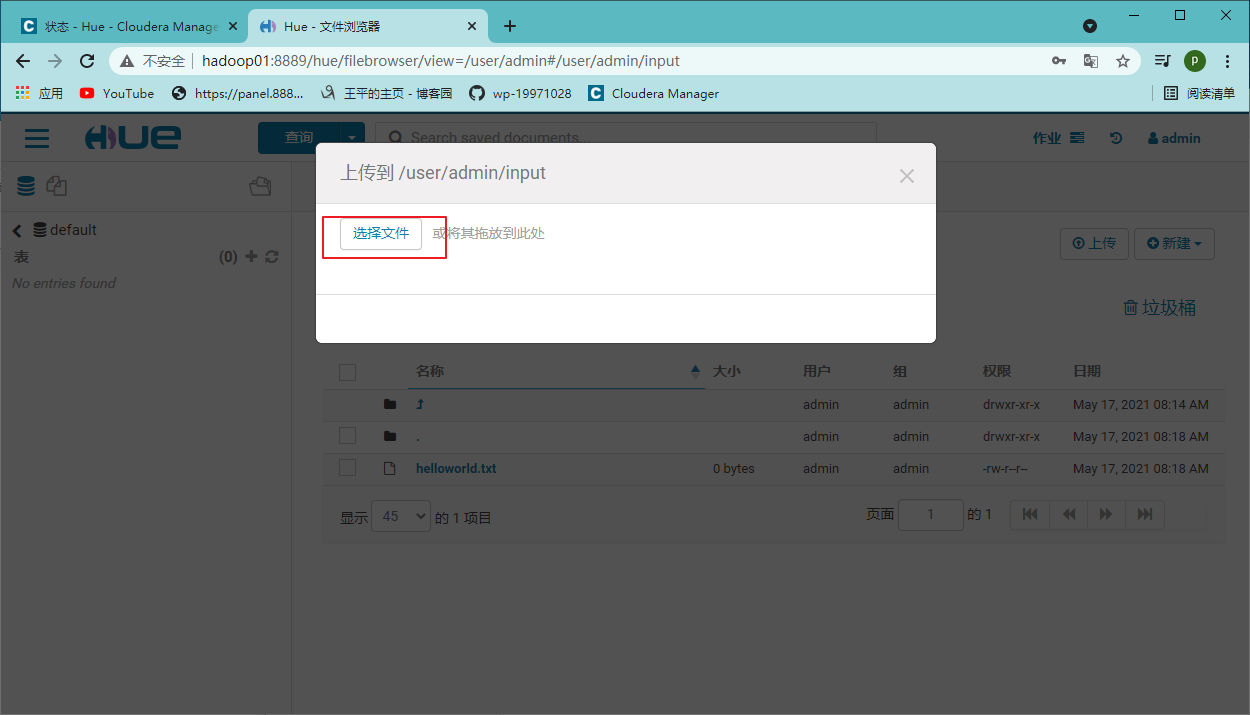 状态 - Hue - Cloudera Manage
Hue - 文件浏览器
不安全 hadoop01:8889/hue/filebrowser/view=/user/admin#/user/admin/input
P
应用 YouTube https://panel.888... 王平的主页 - 博客园 wp-19971028 C Cloudera Manager 阅读清单
HUE 查询 Search saved documents... 作业 admin
上传到 /user/admin/input
选择文件 或将其拖放到此处
default
表 (0)
No entries found
上传 新建
垃圾桶
名称 大小 用户 组 权限 日期
admin admin drwxr-xr-x May 17, 2021 08:14 AM
. admin admin drwxr-xr-x May 17, 2021 08:18 AM
helloworld.txt 0 bytes admin admin -rw-r--r-- May 17, 2021 08:18 AM
显示 45 的 1 项目 页面 1 的 1